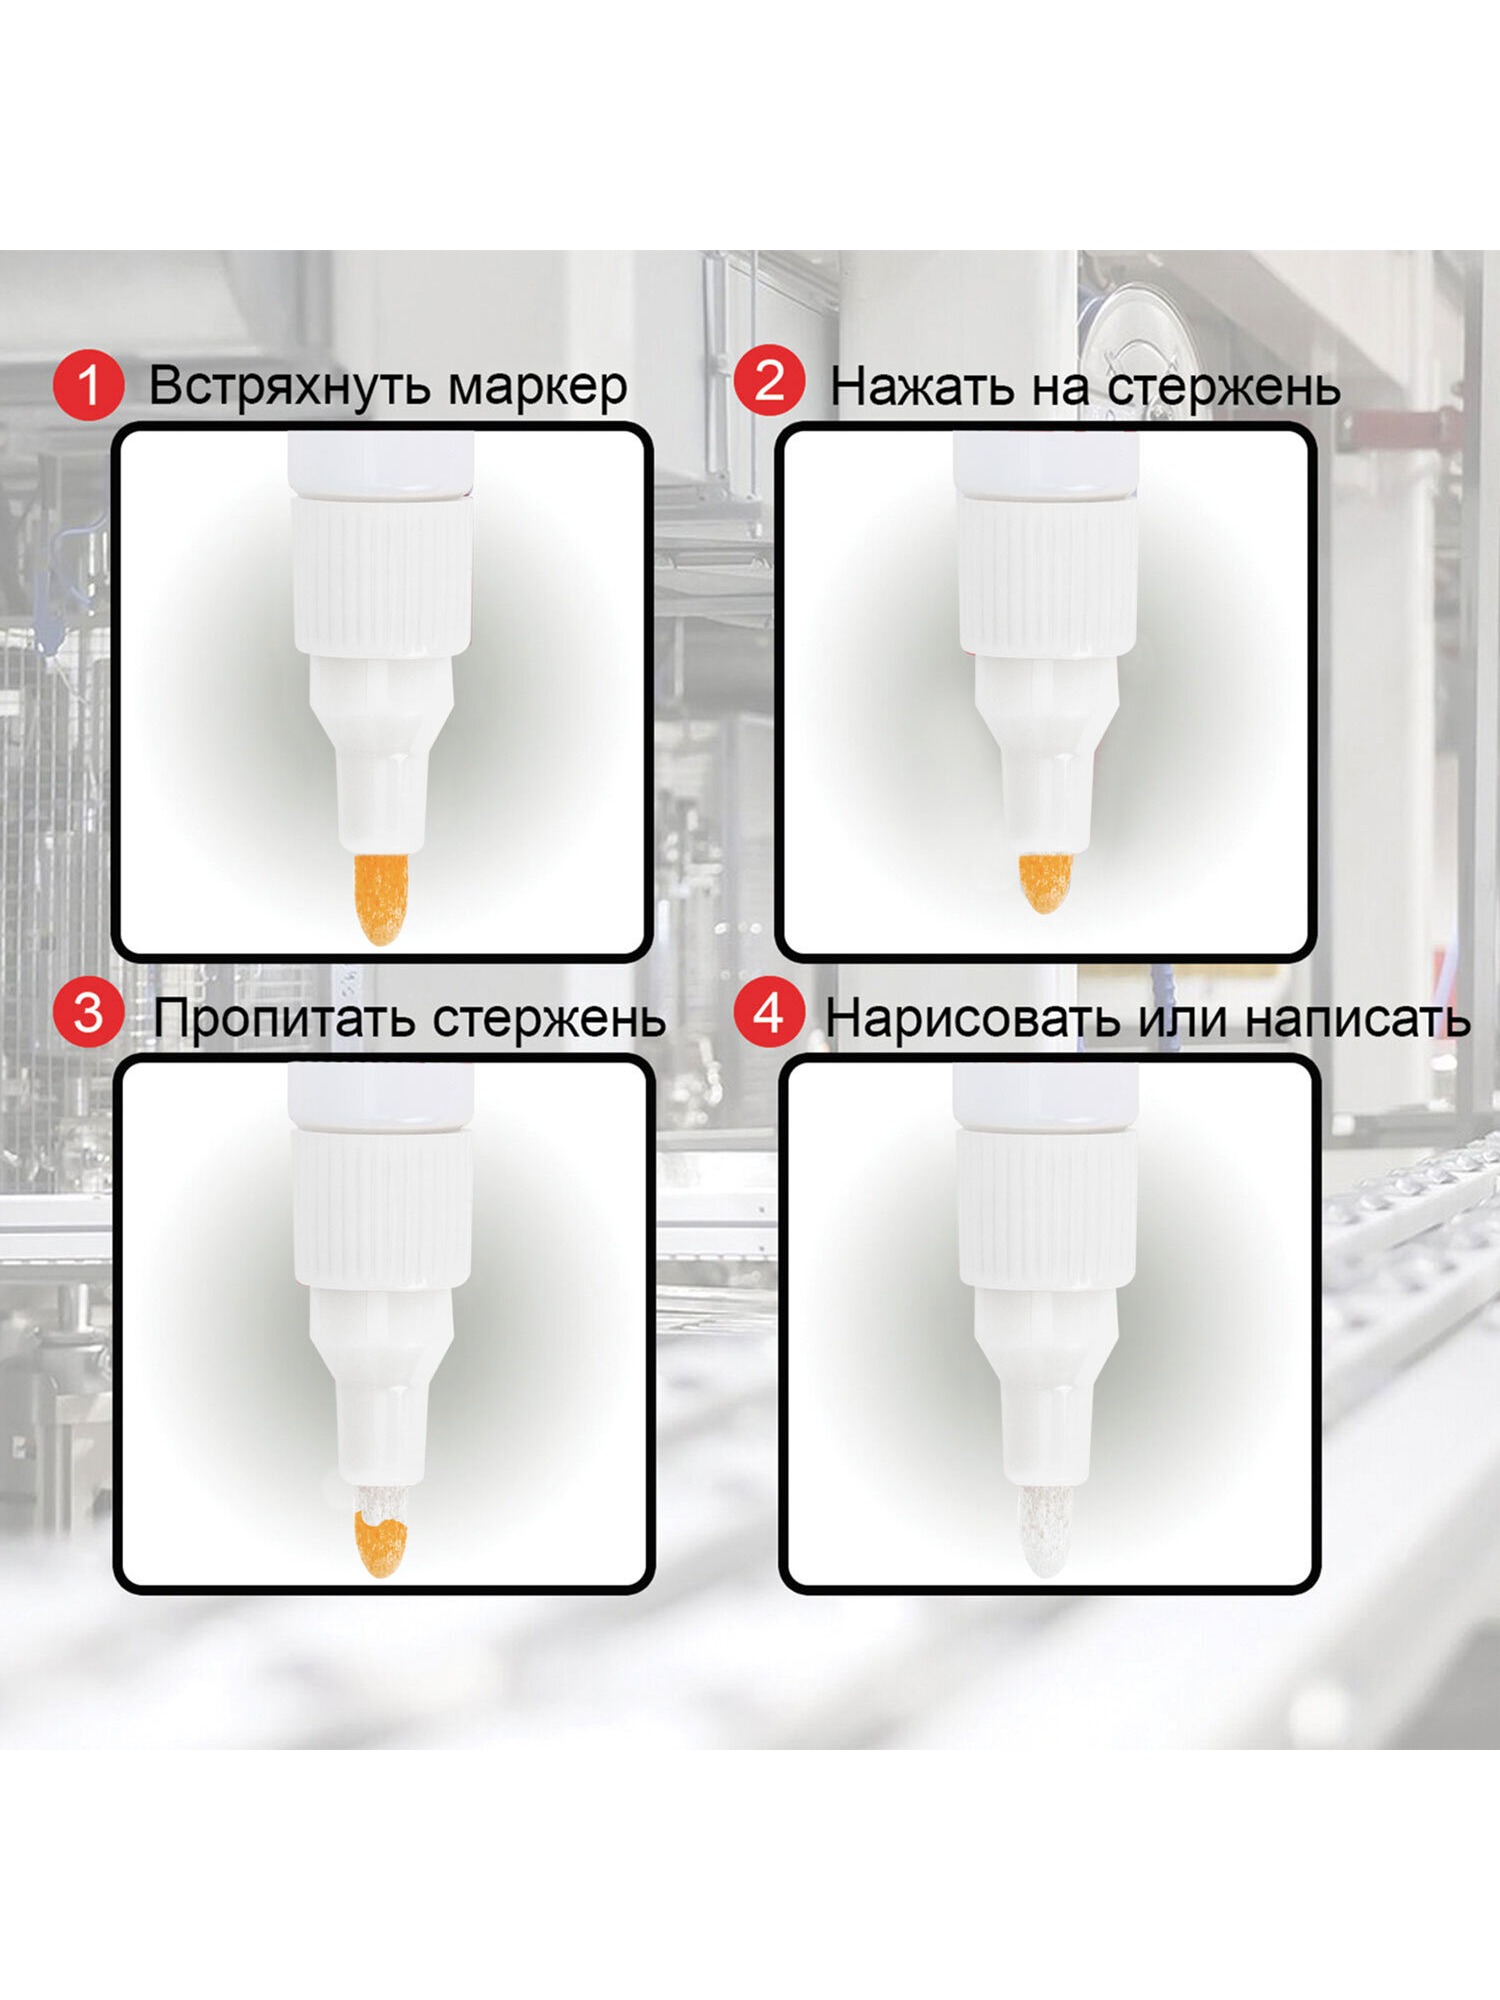 1 Встряхнуть маркер
2 Нажать на стержень
3 Пропитать стержень
4 Нарисовать или написать